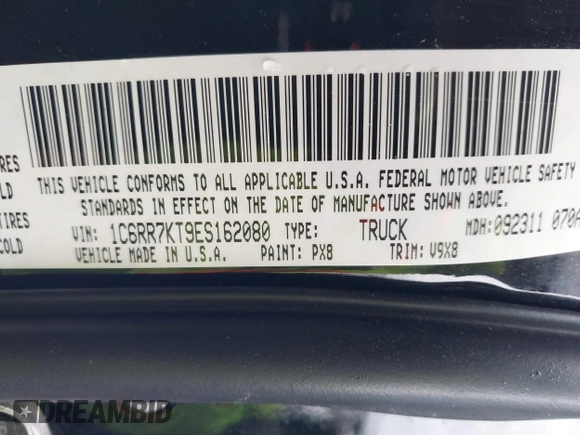 IRES
LD
THIS VEHICLE CONFORMS TO ALL APPLICABLE U.S.A. FEDERAL MOTOR VEHICLE SAFETY
STANDARDS IN EFFECT ON THE DATE OF MANUFACTURE SHOWN ABOVE.
TIRES
COLD
VIN: 1C6RR7KT9ES162080 TYPE: TRUCK MDH: 092311 070A
VEHICLE MADE IN U.S.A. PAINT: PX8 TRIM: V9X8
DREAMBID